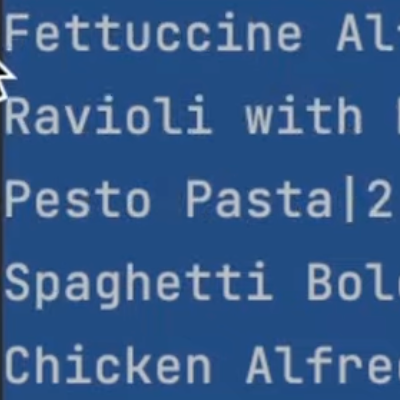 Fettuccine Al
Ravioli with
Pesto Pasta|2
Spaghetti Bol
Chicken Alfre